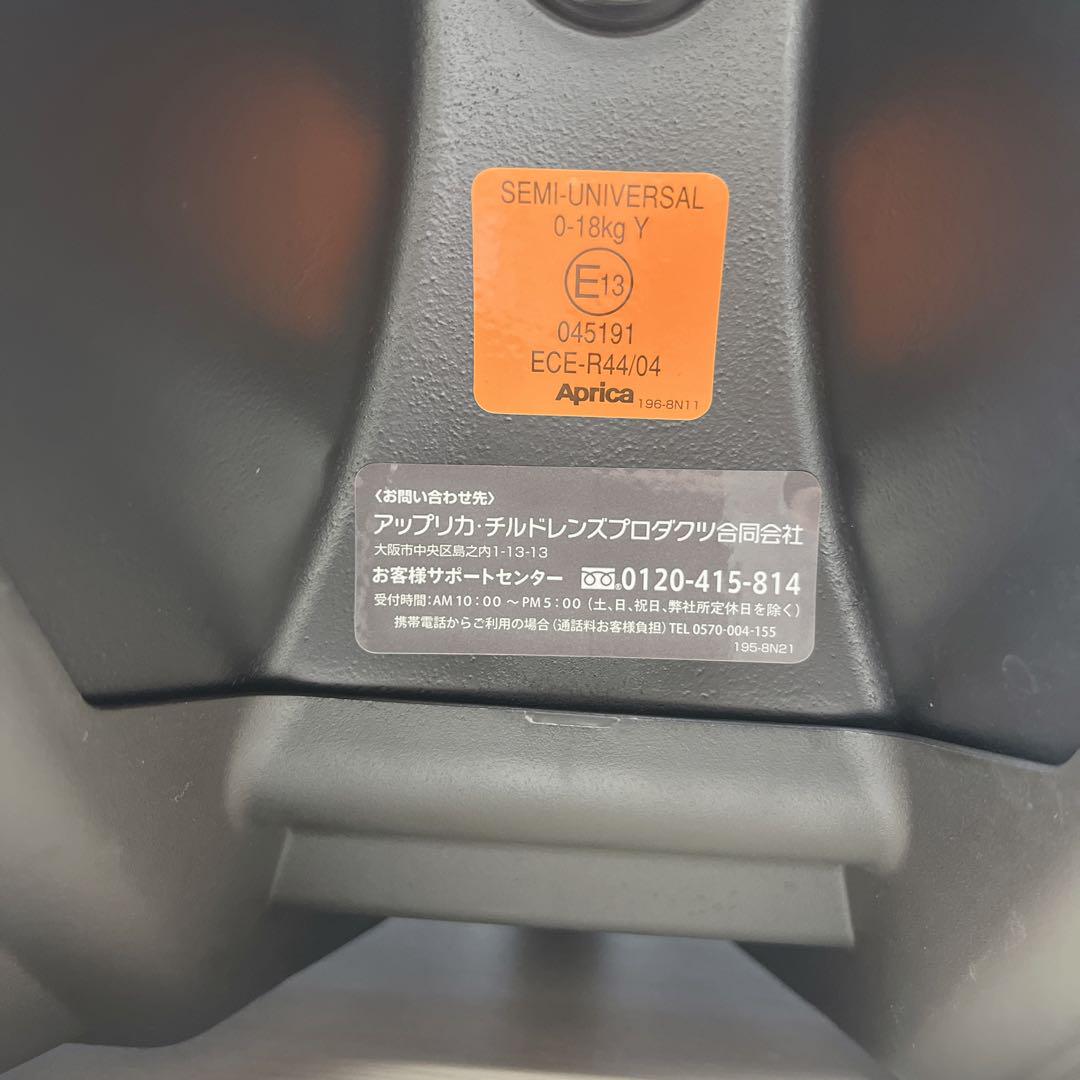 SEMI-UNIVERSAL
0-18kg Y
E13
045191
ECE-R44/04
Aprica 196-8N11
〈お問い合わせ先〉
アップリカ・チルドレンズプロダクツ合同会社
大阪市中央区島之内1-13-13
お客様サポートセンター 0120-415-814
受付時間:AM10:00 ~PM5:00 (土、日、祝日、弊社所定休日を除く)
携帯電話からご利用の場合(通話料お客様負担) TEL 0570-004-155
195-8N21